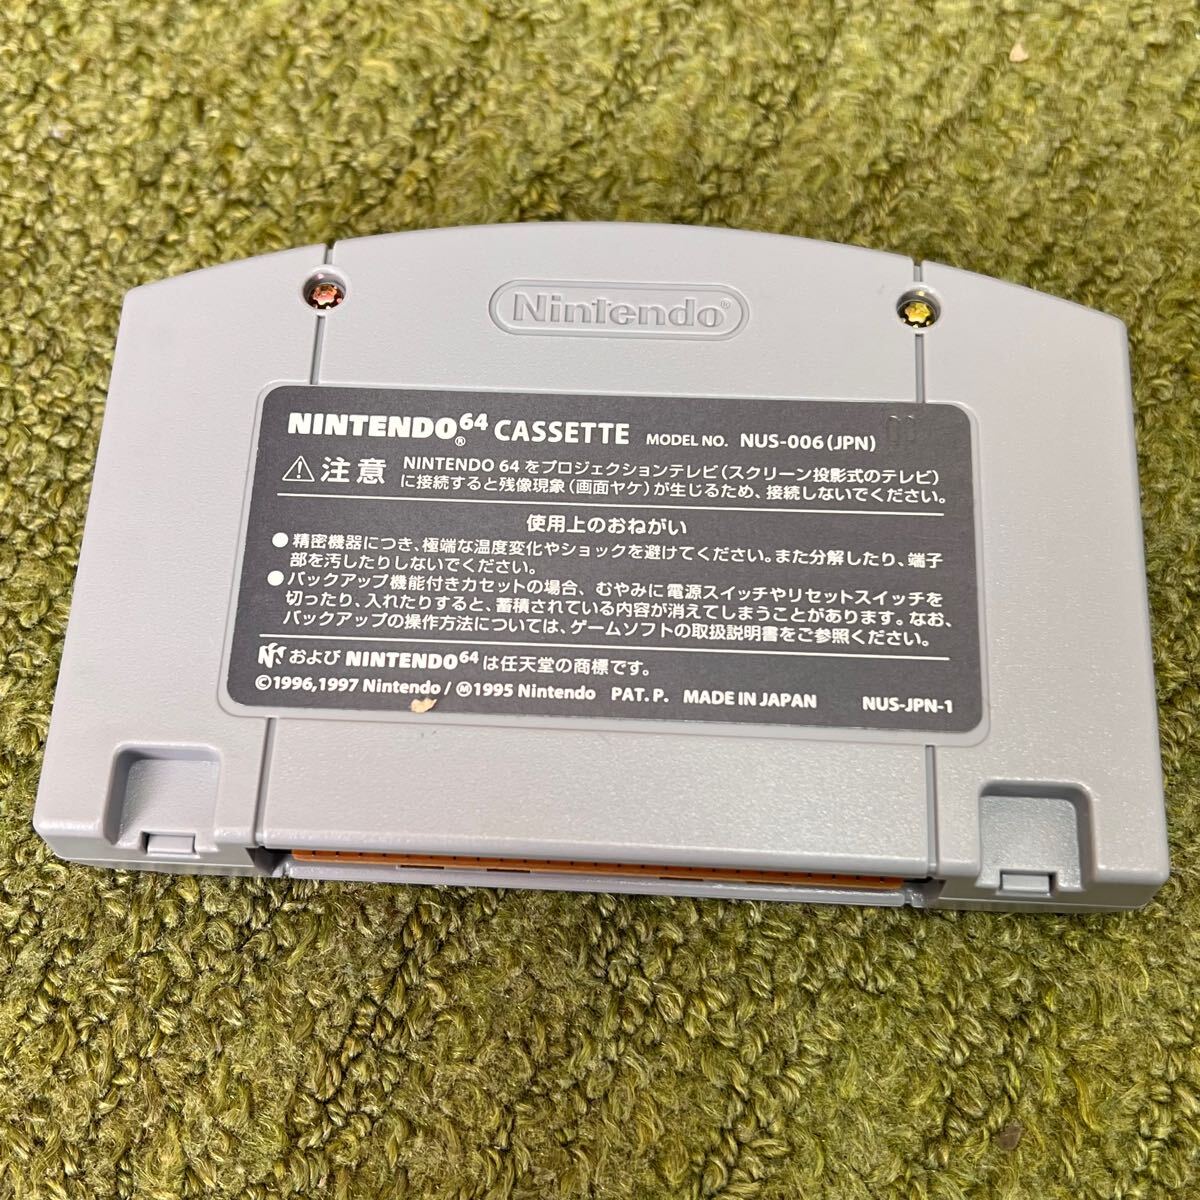 Nintendo®
NINTENDO®64 CASSETTE MODEL NO. NUS-006(JPN)
⚠注意 NINTENDO 64 をプロジェクションテレビ(スクリーン投影式のテレビ)
に接続すると残像現象(画面ヤケ)が生じるため、接続しないでください。
使用上のおねがい
●精密機器につき、極端な温度変化やショックを避けてください。また分解したり、端子
部を汚したりしないでください。
●バックアップ機能付きカセットの場合、むやみに電源スイッチやリセットスイッチを
切ったり、入れたりすると、蓄積されている内容が消えてしまうことがあります。なお、
バックアップの操作方法については、ゲームソフトの取扱説明書をご参照ください。
および NINTENDO64 は任天堂の商標です。
©1996,1997 Nintendo/Ⓜ1995 Nintendo PAT. P. MADE IN JAPAN NUS-JPN-1